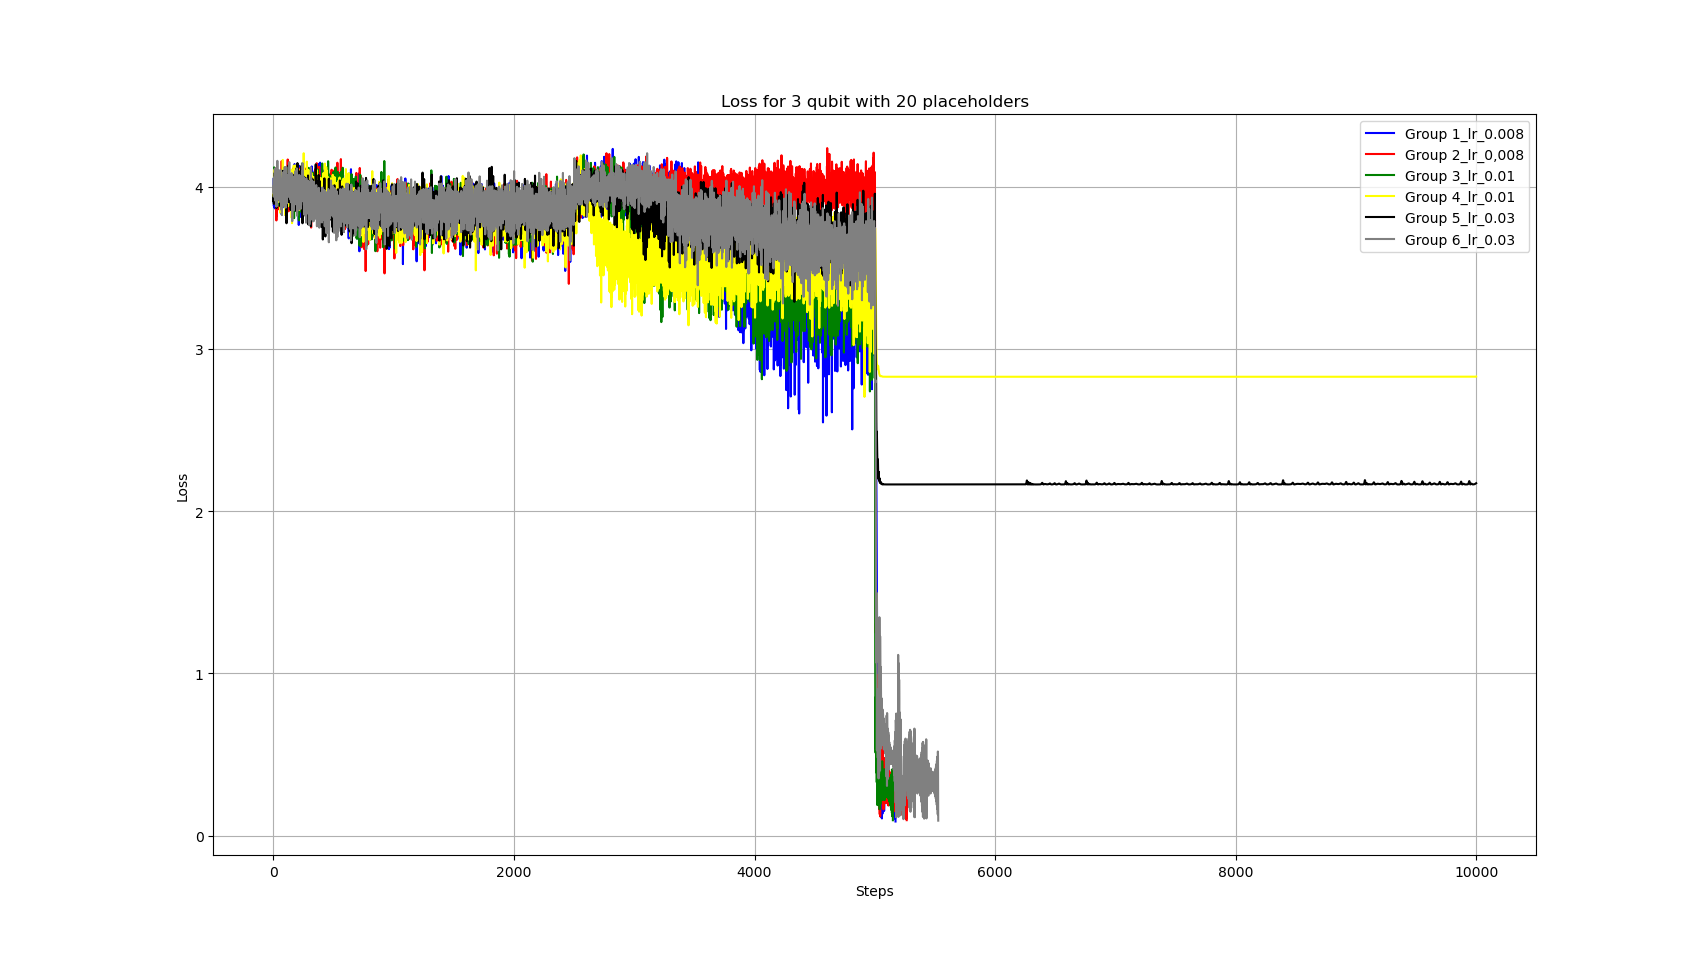 Loss for 3 qubit with 20 placeholders
Group 1_lr_0.008
Group 2_lr_0,008
Group 3_lr_0.01
Group 4_lr_0.01
Group 5_lr_0.03
Group 6_lr_0.03
4
3
2
1
0
Loss
0 2000 4000 6000 8000 10000
Steps